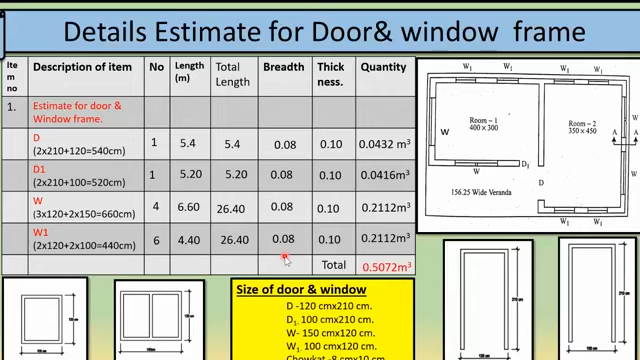 Details Estimate for Door& window frame
Ite m no Description of item No Length (m) Total Length Breadth Thick ness. Quantity
1. Estimate for door& Window frame.
D (2x210+120=540cm) 1 5.4 5.4 0.08 0.10 0.0432 m³
D1 (2x210+100=520cm) 1 5.20 5.20 0.08 0.10 0.0416m³
W (3x120+2x150=660cm) 4 6.60 26.40 0.08 0.10 0.2112m³
W1 (2x120+2x100=440cm) 6 4.40 26.40 0.08 0.10 0.2112m³
Total 0.5072m³
W₁ W₁ W₁ W₁
Room – 1
400 × 300
Room – 2
350 × 450
W
W
A A
D₁
D
W
156.25 Wide Veranda
W₁ W₁
Size of door & window
D -120 cmx210 cm.
D₁ 100 cmx210 cm.
W- 150 cmx120 cm.
W₁ 100 cmx120 cm.
Chowkat -8 cmx10 cm.